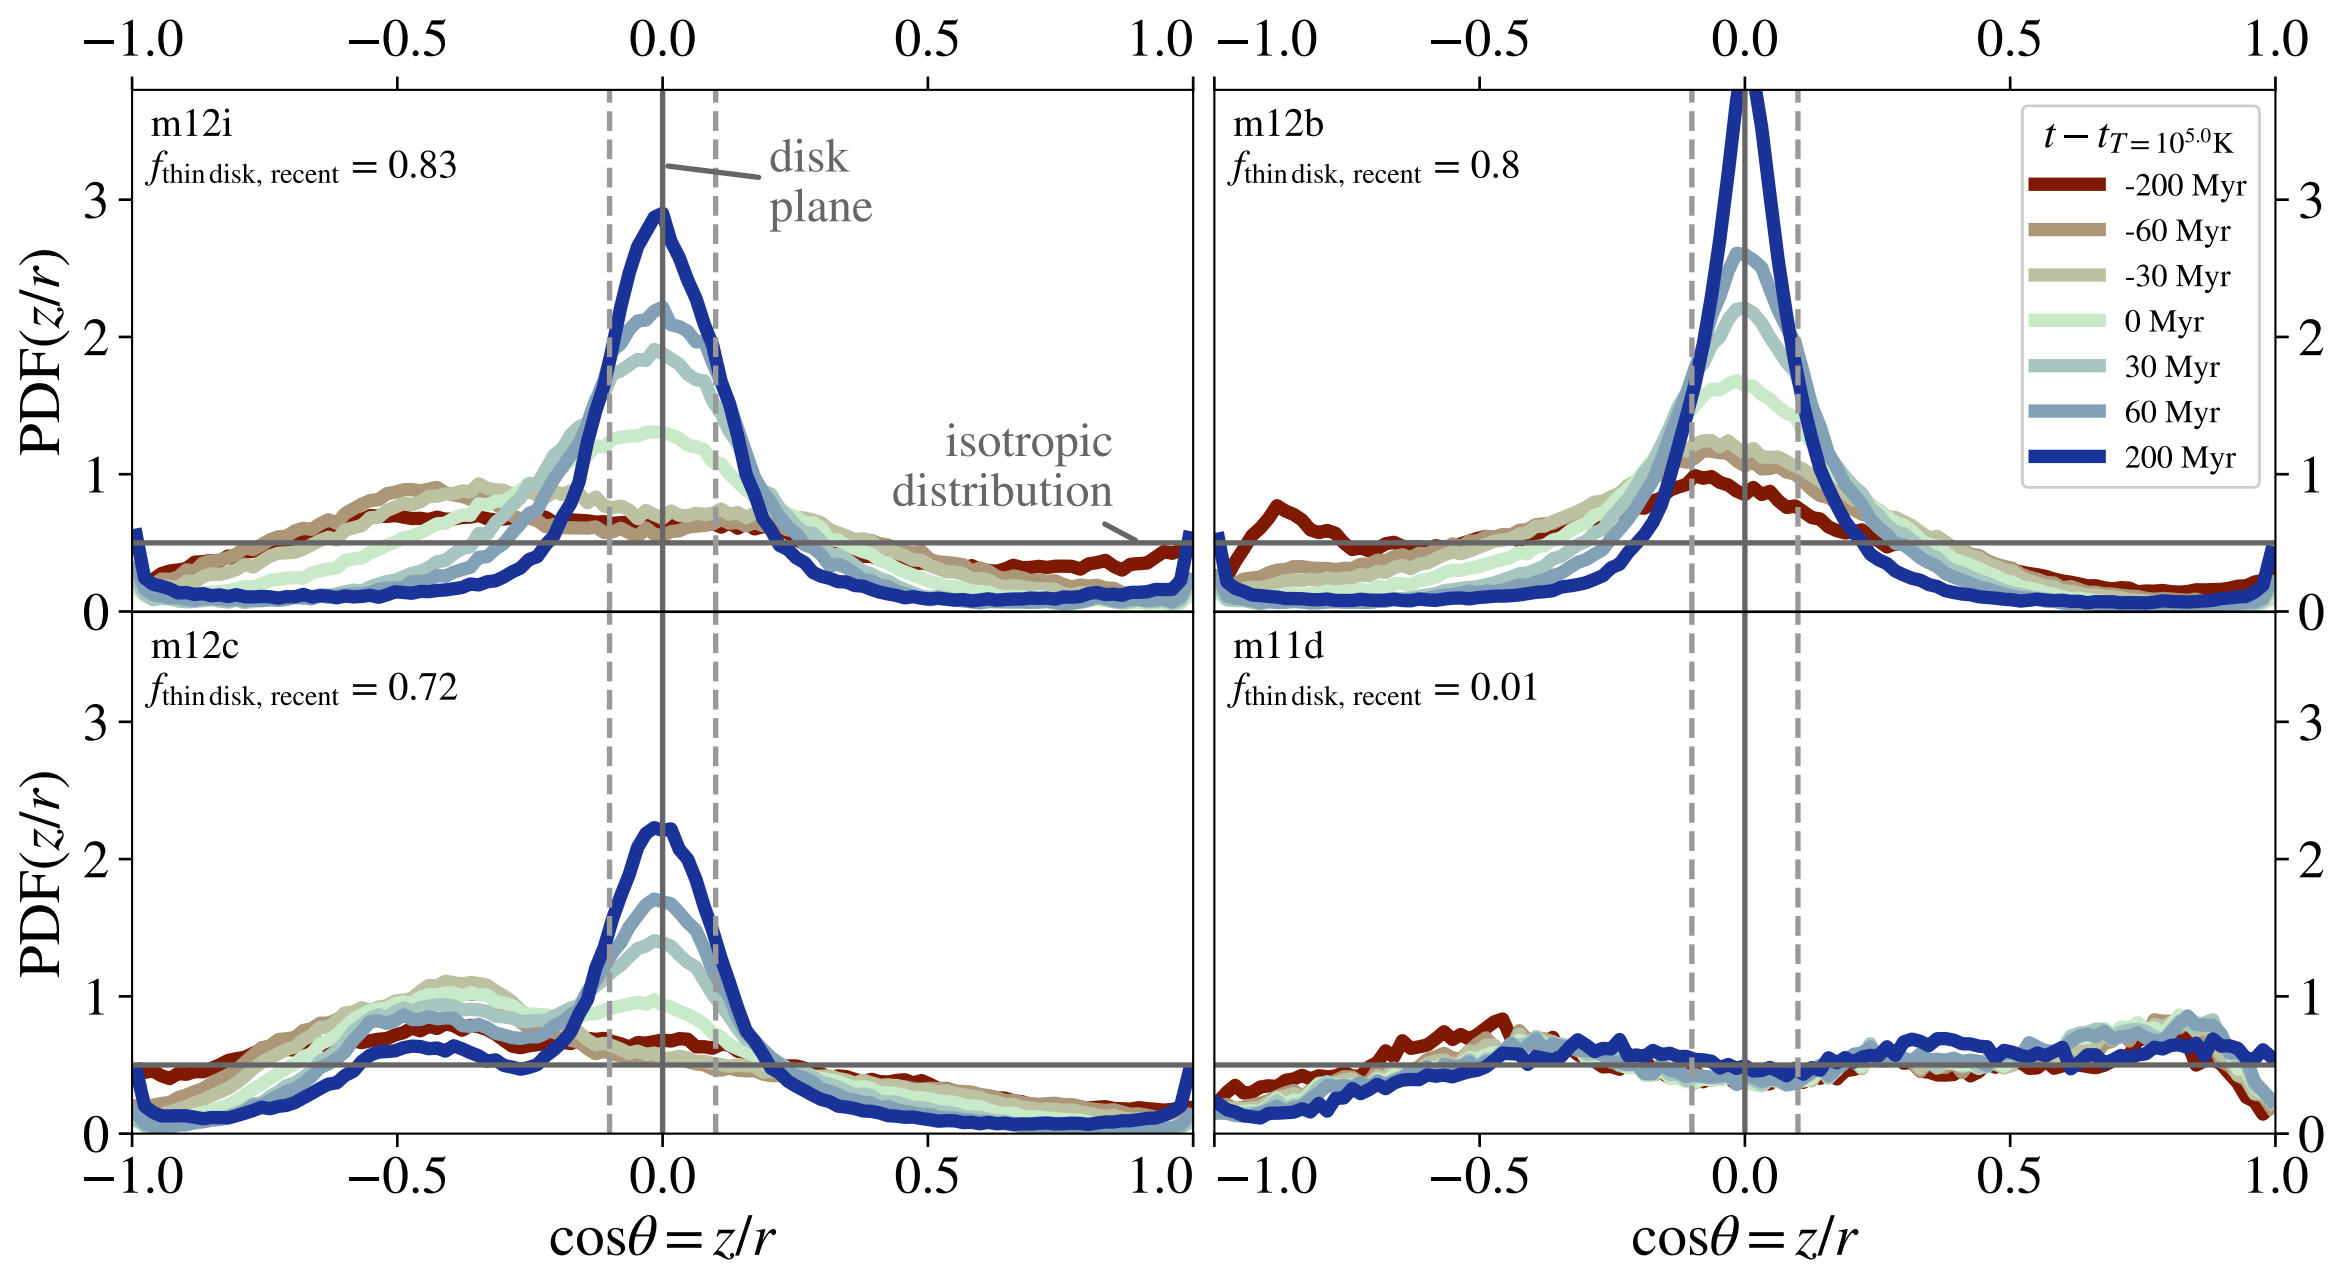 −1.0 −0.5 0.0 0.5 1.0 −1.0 −0.5 0.0 0.5 1.0
m12i
f_thin disk, recent = 0.83
disk
plane
isotropic
distribution
PDF(z/r)
3
2
1
0
m12b
f_thin disk, recent = 0.8
t − t_T=10^5.0K
-200 Myr
-60 Myr
-30 Myr
0 Myr
30 Myr
60 Myr
200 Myr
3
2
1
0
m12c
f_thin disk, recent = 0.72
PDF(z/r)
3
2
1
0
m11d
f_thin disk, recent = 0.01
3
2
1
0
−1.0 −0.5 0.0 0.5 1.0 −1.0 −0.5 0.0 0.5 1.0
cosθ = z/r
cosθ = z/r